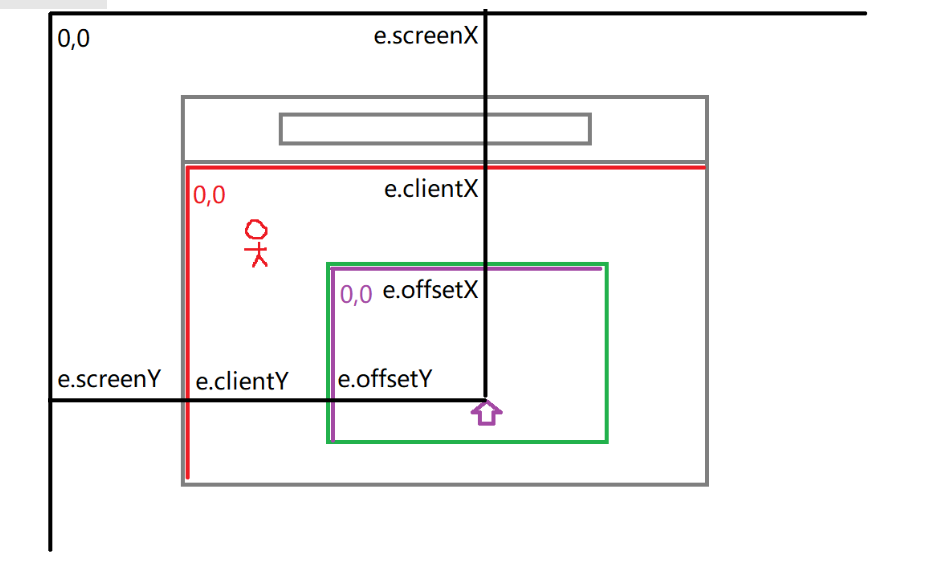 0,0
e.screenX
0,0
e.clientX
0,0
e.offsetX
e.screenY
e.clientY
e.offsetY